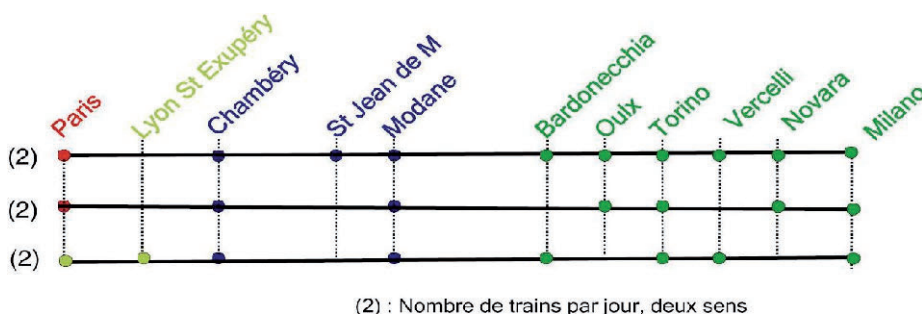 Paris
Lyon St Exupéry
Chambéry
St Jean de M
Modane
Bardonecchia
Oulx
Torino
Vercelli
Novara
Milano
(2)
(2)
(2)
(2) : Nombre de trains par jour, deux sens